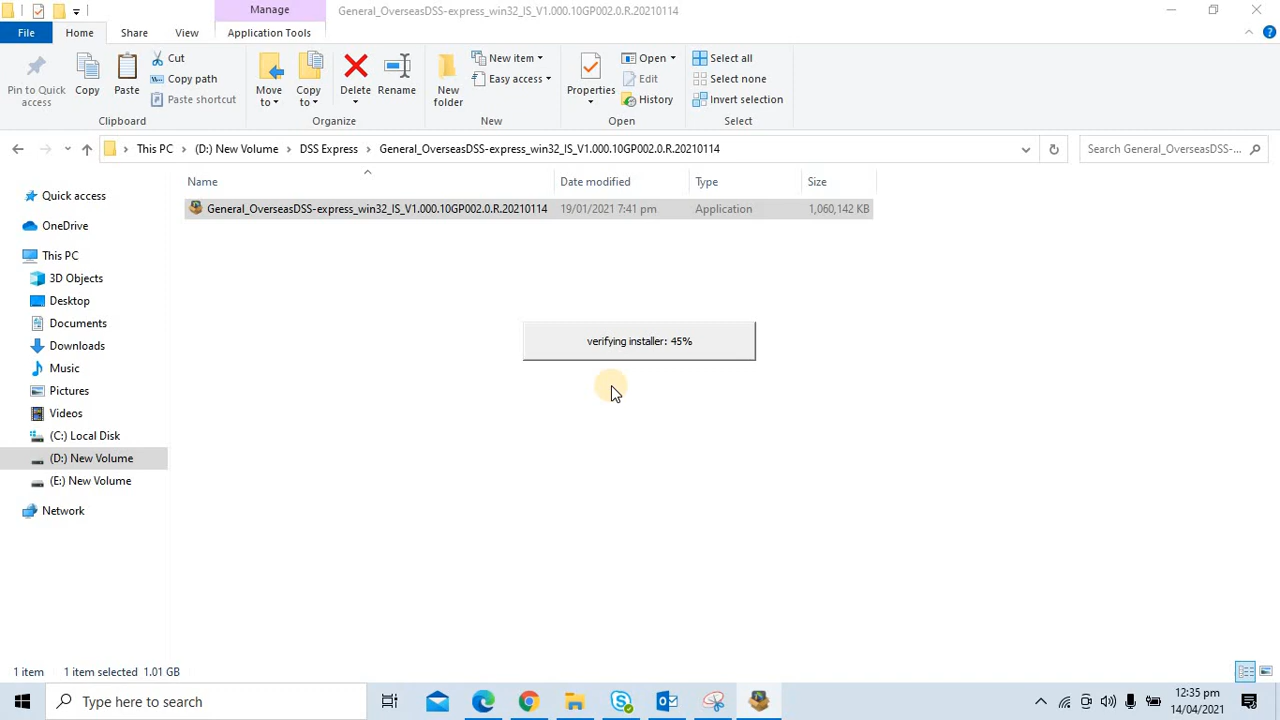 Manage
General_OverseasDSS-express_win32_IS_V1.000.10GP002.0.R.20210114
File
Home
Share
View
Application Tools
Pin to Quick access
Copy
Paste
Cut
Copy path
Paste shortcut
Clipboard
Move to
Copy to
Delete
Rename
Organize
New folder
New item
Easy access
New
Properties
Open
Edit
History
Open
Select all
Select none
Invert selection
Select
This PC
(D:) New Volume
DSS Express
General_OverseasDSS-express_win32_IS_V1.000.10GP002.0.R.20210114
Search General_OverseasDSS-...
Name
Date modified
Type
Size
General_OverseasDSS-express_win32_IS_V1.000.10GP002.0.R.20210114
19/01/2021 7:41 pm
Application
1,060,142 KB
Quick access
OneDrive
This PC
3D Objects
Desktop
Documents
Downloads
Music
Pictures
Videos
(C:) Local Disk
(D:) New Volume
(E:) New Volume
Network
verifying installer: 45%
1 item
1 item selected 1.01 GB
Type here to search
12:35 pm
14/04/2021